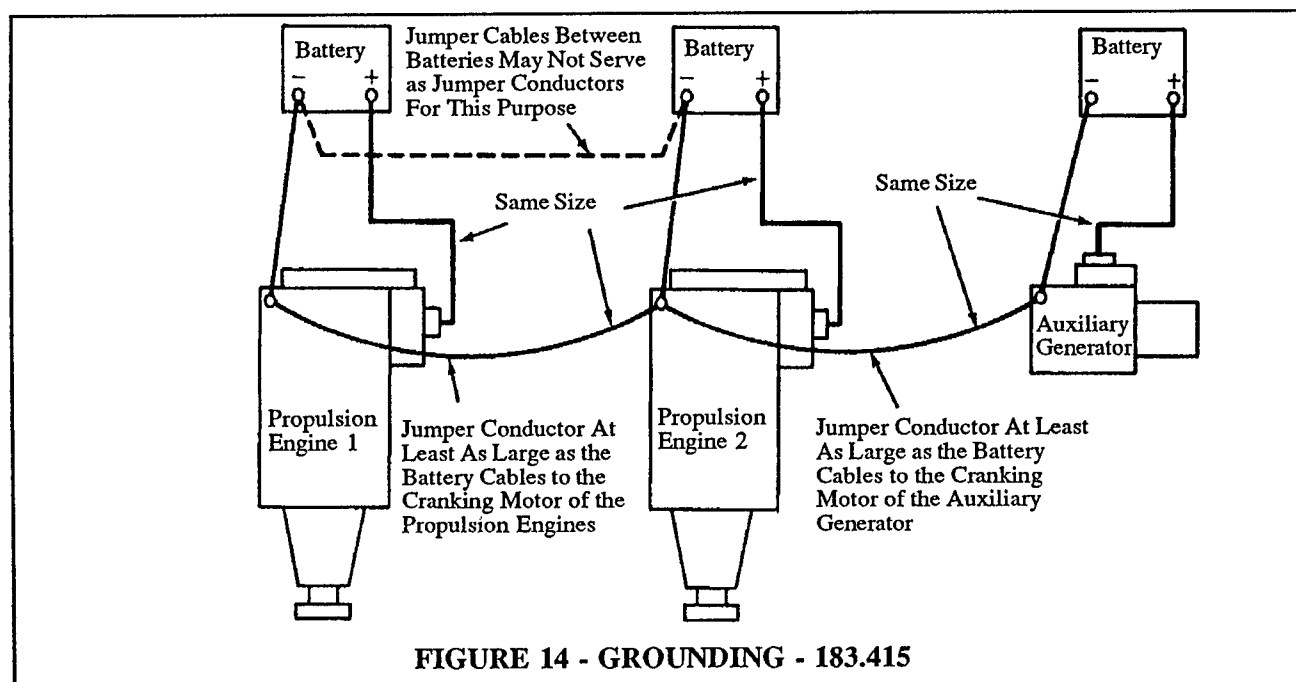 Battery
- +
Jumper Cables Between
Batteries May Not Serve
as Jumper Conductors
For This Purpose
Battery
- +
Battery
- +
Same Size
Same Size
Propulsion
Engine 1
Jumper Conductor At
Least As Large as the
Battery Cables to the
Cranking Motor of the
Propulsion Engines
Propulsion
Engine 2
Jumper Conductor At Least
As Large as the Battery
Cables to the Cranking
Motor of the Auxiliary
Generator
Auxiliary
Generator
FIGURE 14 - GROUNDING - 183.415